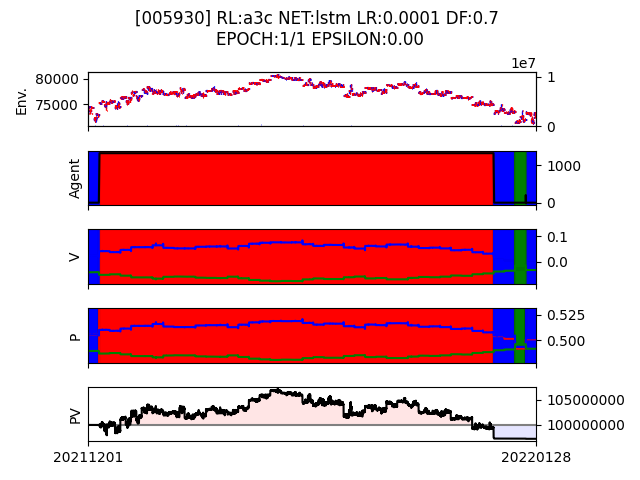 [005930] RL:a3c NET:lstm LR:0.0001 DF:0.7
EPOCH:1/1 EPSILON:0.00
1e7
Env.
80000
75000
1
0
Agent
1000
0
V
0.1
0.0
P
0.525
0.500
PV
105000000
100000000
20211201
20220128